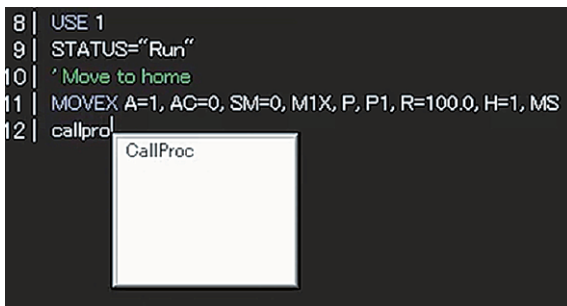 8| USE 1
9| STATUS="Run"
10| 'Move to home
11| MOVEX A=1, AC=0, SM=0, M1X, P, P1, R=100.0, H=1, MS
12| callpro
CallProc